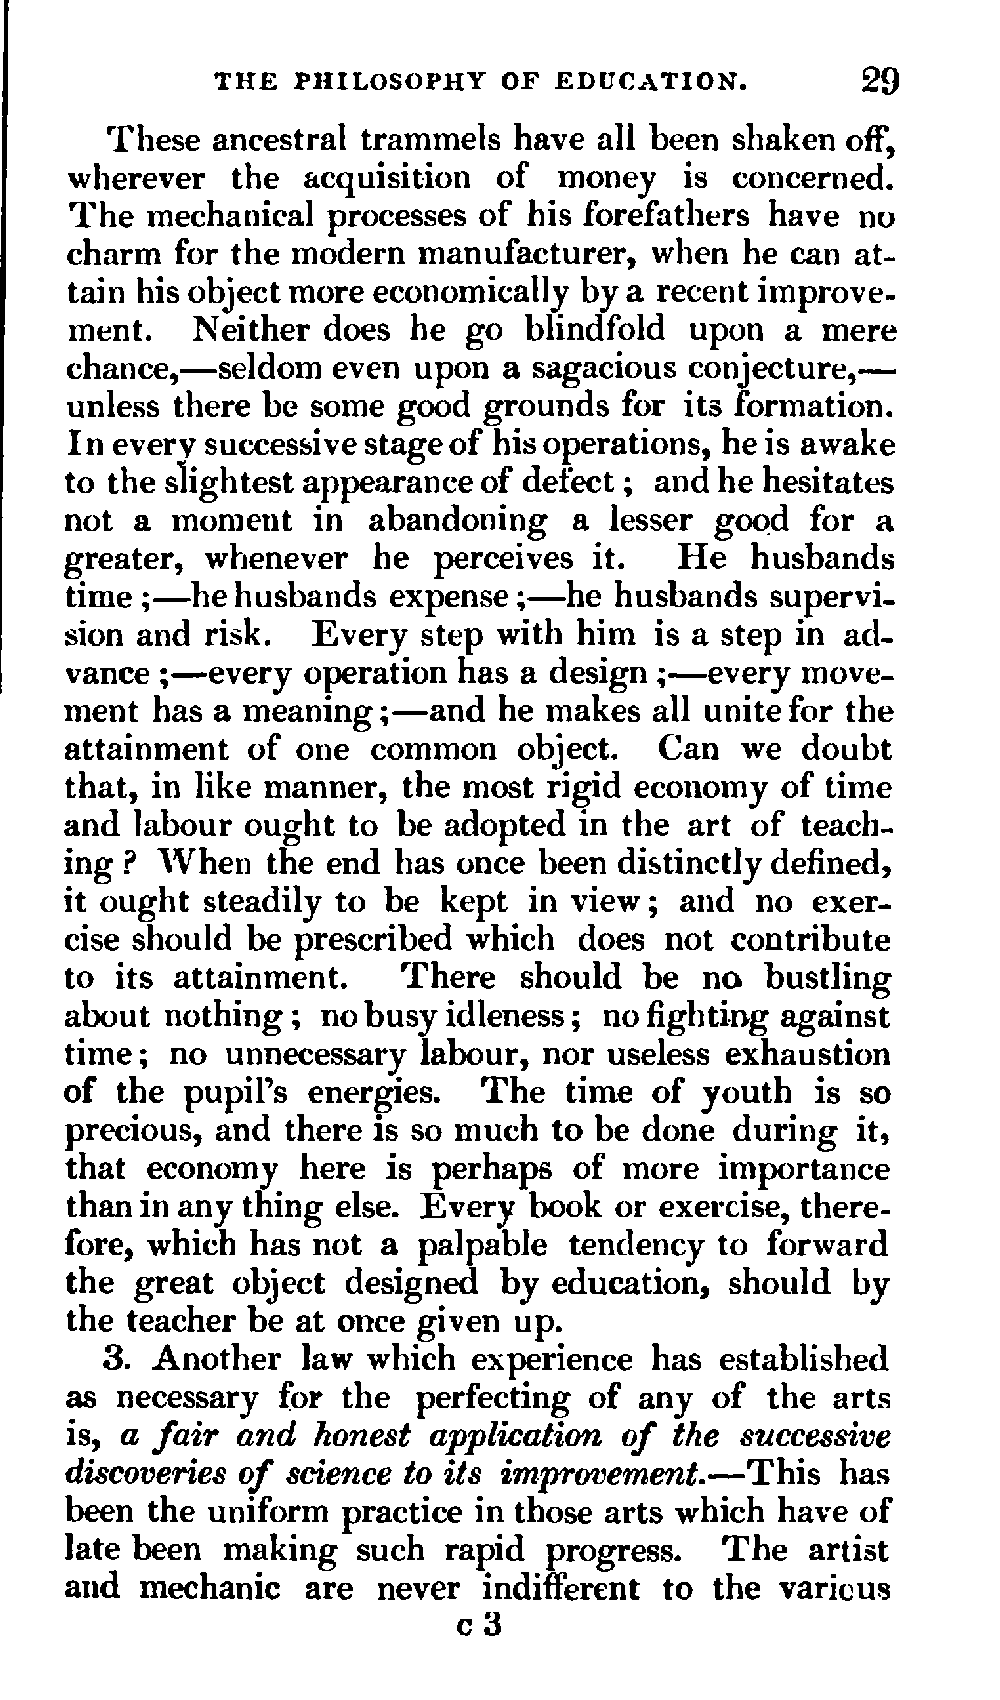 THE PHILOSOPHY OF EDUCATION. 29
These ancestral trammels have all been shaken off,
wherever the acquisition of money is concerned.
The mechanical processes of his forefathers have no
charm for the modern manufacturer, when he can at-
tain his object more economically by a recent improve-
ment. Neither does he go blindfold upon a mere
chance,—seldom even upon a sagacious conjecture,—
unless there be some good grounds for its formation.
In every successive stage of his operations, he is awake
to the slightest appearance of defect; and he hesitates
not a moment in abandoning a lesser good for a
greater, whenever he perceives it. He husbands
time;—he husbands expense;—he husbands supervi-
sion and risk. Every step with him is a step in ad-
vance;—every operation has a design;—every move-
ment has a meaning;—and he makes all unite for the
attainment of one common object. Can we doubt
that, in like manner, the most rigid economy of time
and labour ought to be adopted in the art of teach-
ing? When the end has once been distinctly defined,
it ought steadily to be kept in view; and no exer-
cise should be prescribed which does not contribute
to its attainment. There should be no bustling
about nothing; no busy idleness; no fighting against
time; no unnecessary labour, nor useless exhaustion
of the pupil's energies. The time of youth is so
precious, and there is so much to be done during it,
that economy here is perhaps of more importance
than in any thing else. Every book or exercise, there-
fore, which has not a palpable tendency to forward
the great object designed by education, should by
the teacher be at once given up.
3. Another law which experience has established
as necessary for the perfecting of any of the arts
is, a fair and honest application of the successive
discoveries of science to its improvement.—This has
been the uniform practice in those arts which have of
late been making such rapid progress. The artist
and mechanic are never indifferent to the various
C 3